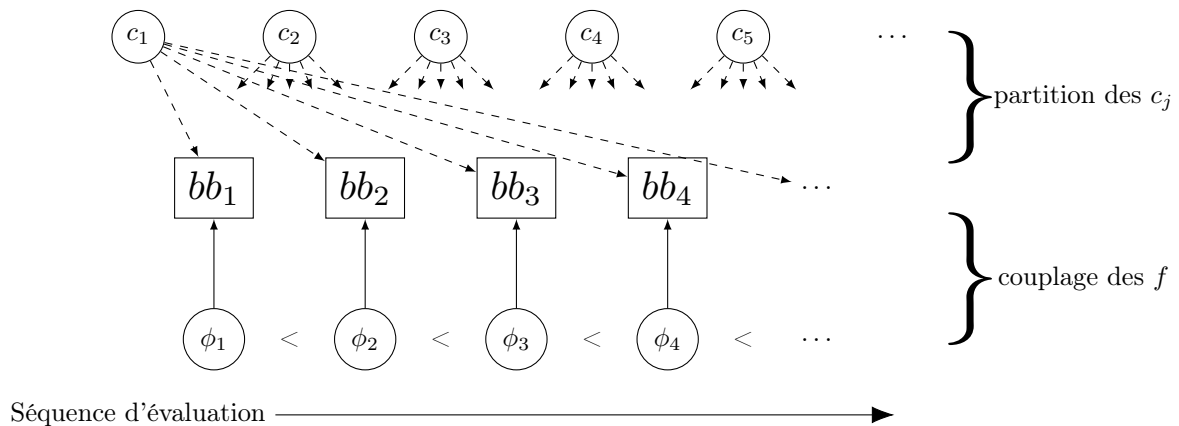 c₁ c₂ c₃ c₄ c₅ ...
partition des cⱼ
bb₁ bb₂ bb₃ bb₄ ...
couplage des f
ϕ₁ < ϕ₂ < ϕ₃ < ϕ₄ < ...
Séquence d'évaluation